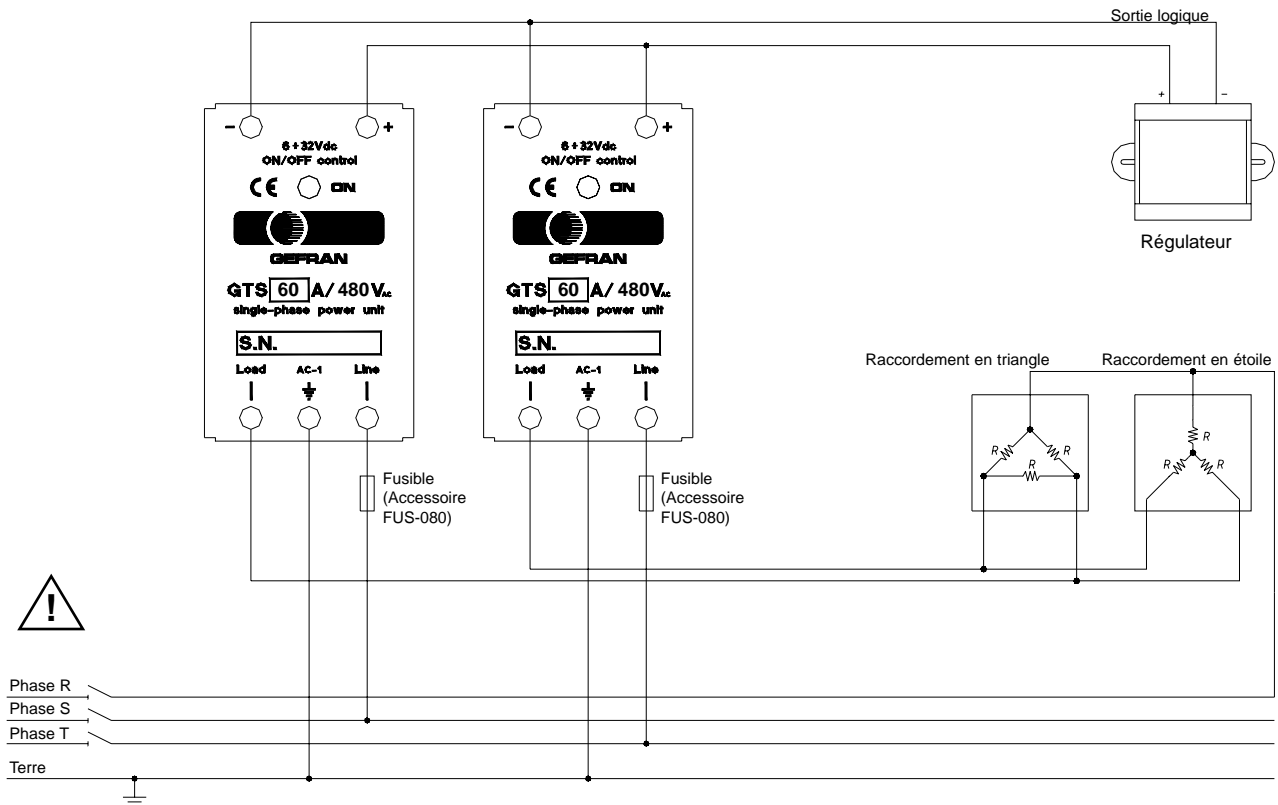 Sortie logique
+ −
Régulateur
− +
6÷32Vdc
ON/OFF control
CE ON
GEFRAN
GTS 60 A/480VAC
single-phase power unit
S.N.
Load AC-1 Line
Fusible
(Accessoire
FUS-080)
− +
6÷32Vdc
ON/OFF control
CE ON
GEFRAN
GTS 60 A/480VAC
single-phase power unit
S.N.
Load AC-1 Line
Fusible
(Accessoire
FUS-080)
Raccordement en triangle
R R
R
Raccordement en étoile
R
R R
!
Phase R
Phase S
Phase T
Terre